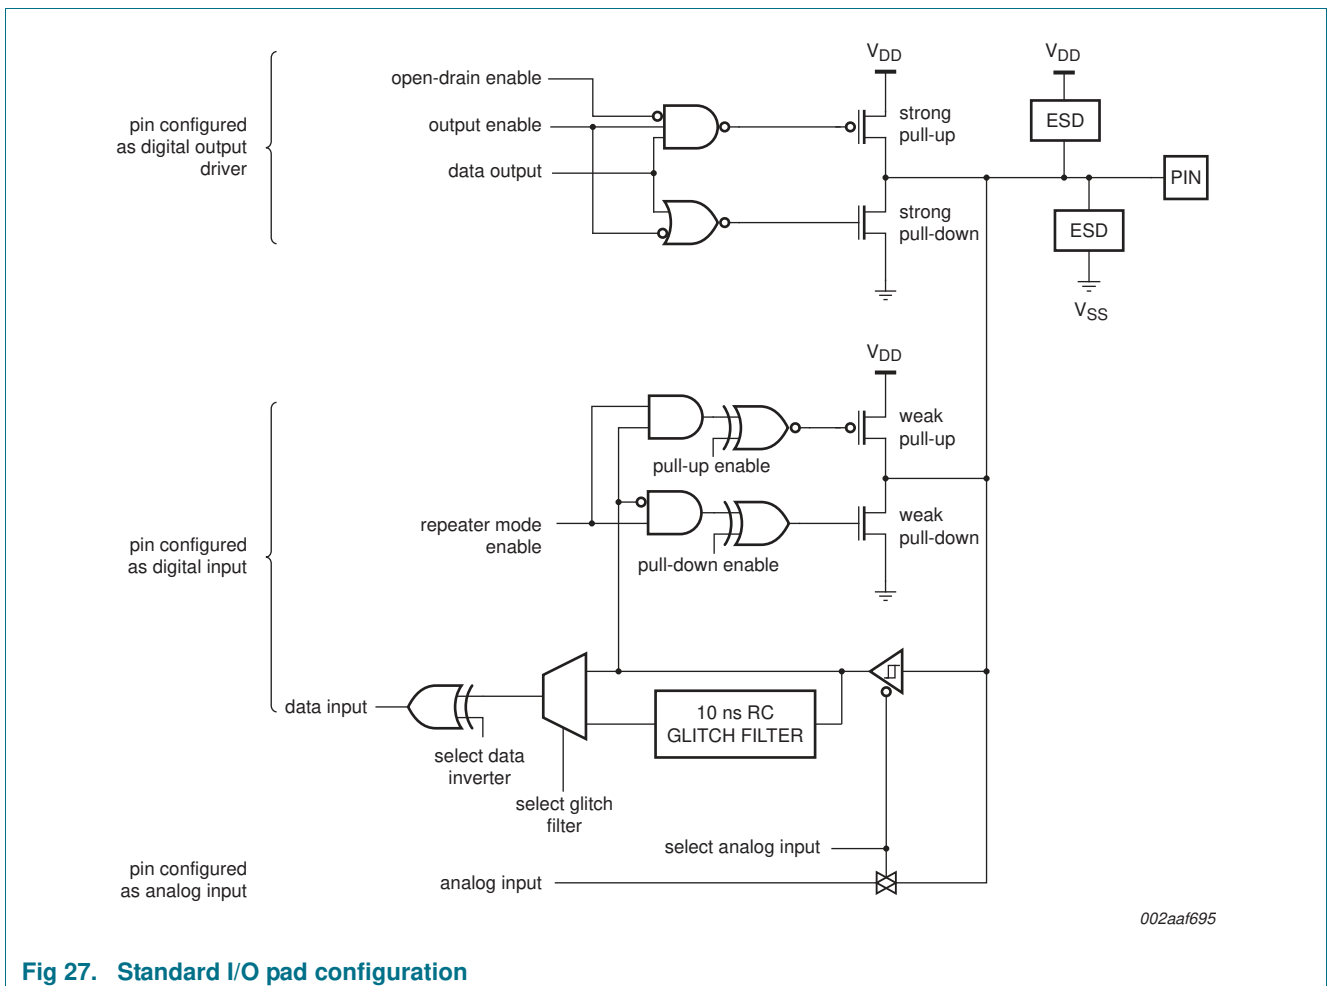 VDD
VDD
open-drain enable
output enable
data output
pin configured
as digital output
driver
strong
pull-up
ESD
PIN
strong
pull-down
ESD
VSS
VDD
weak
pull-up
pull-up enable
repeater mode
enable
weak
pull-down
pull-down enable
pin configured
as digital input
data input
10 ns RC
GLITCH FILTER
select data
inverter
select glitch
filter
select analog input
pin configured
as analog input
analog input
002aaf695
Fig 27. Standard I/O pad configuration